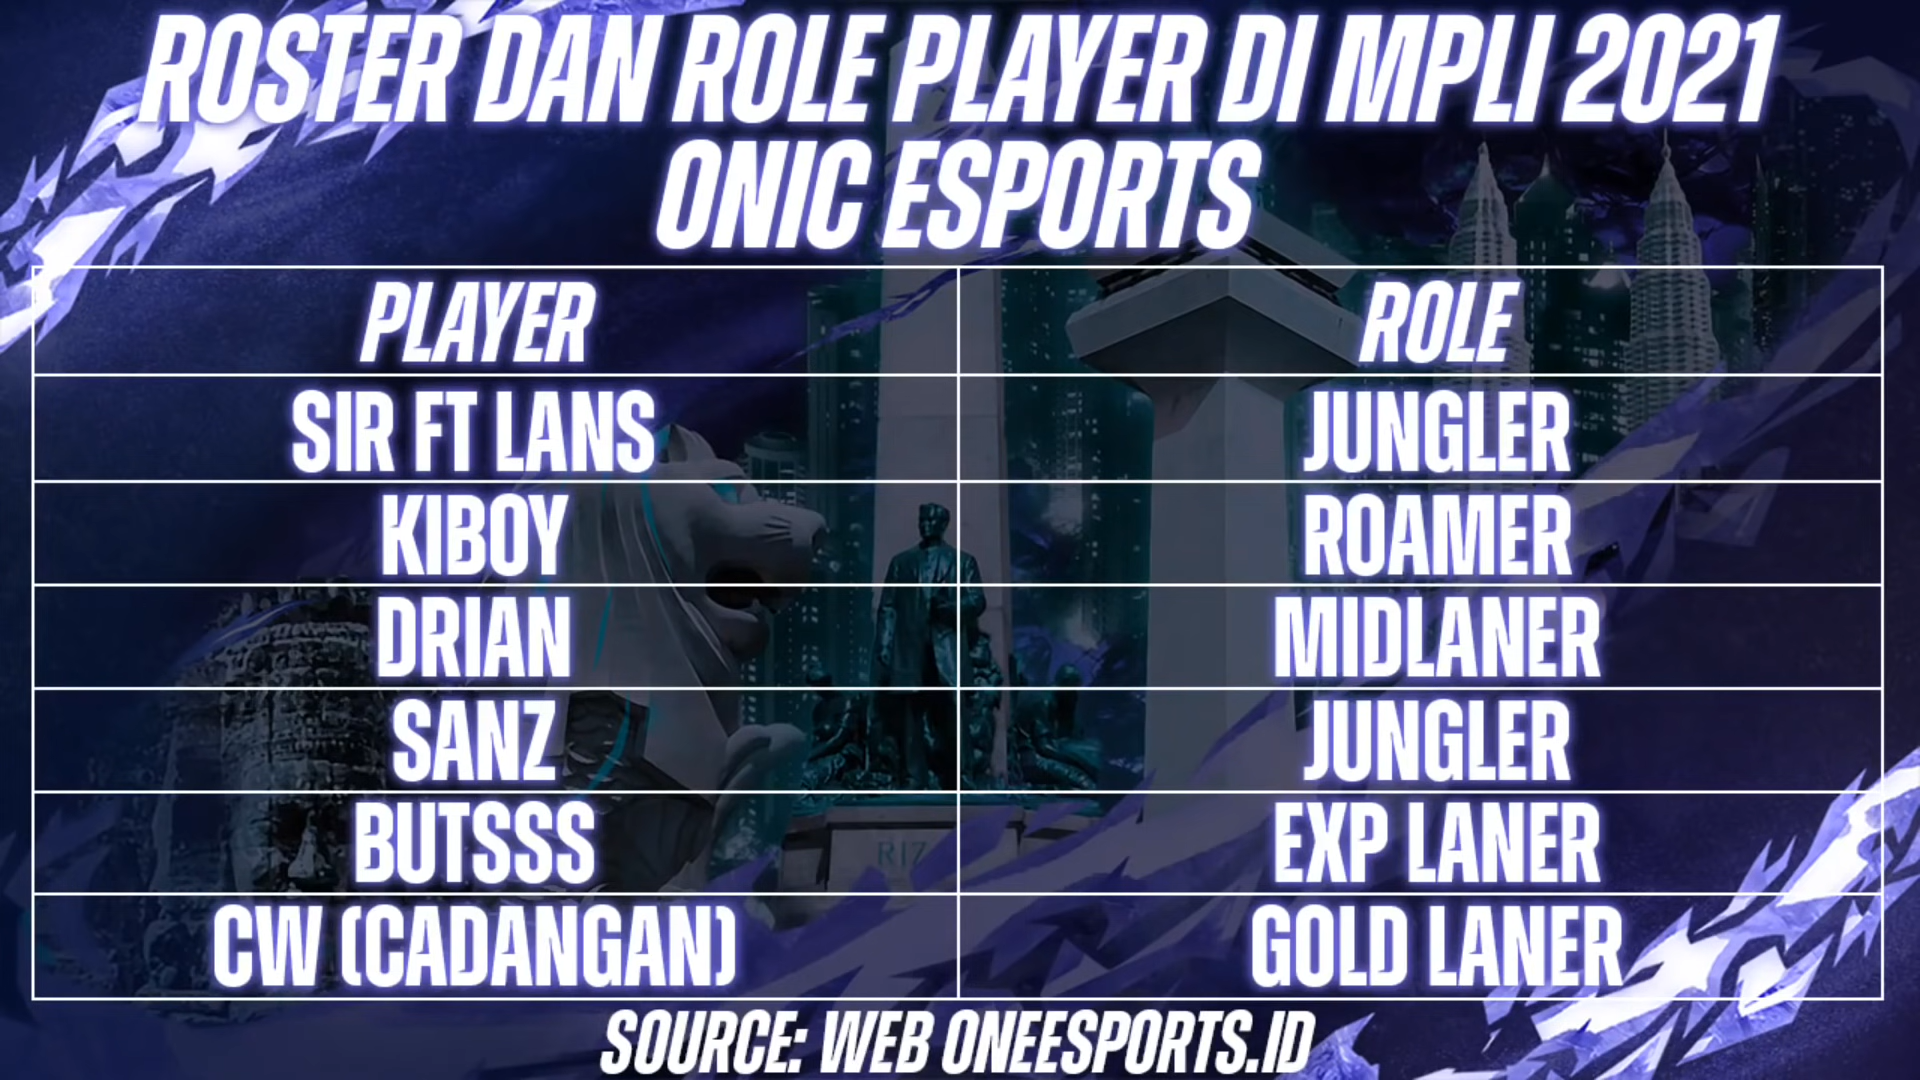 ROSTER DAN ROLE PLAYER DI MPLI 2021
ONIC ESPORTS
PLAYER ROLE
SIR FT LANS JUNGLER
KIBOY ROAMER
DRIAN MIDLANER
SANZ JUNGLER
BUTSSS EXP LANER
RIZ
CW (CADANGAN) GOLD LANER
SOURCE: WEB ONEESPORTS.ID